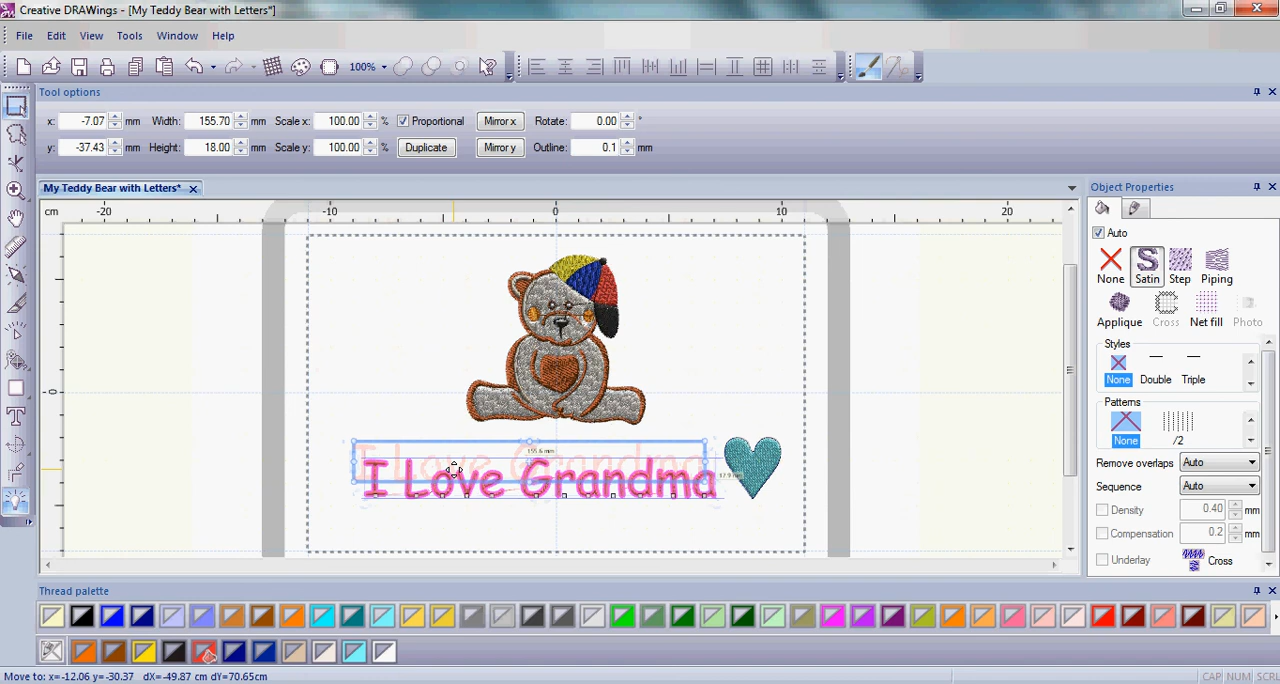 Creative DRAWings - [My Teddy Bear with Letters*]
File Edit View Tools Window Help
100%
Tool options
x: -7.07 mm Width: 155.70 mm Scale x: 100.00 % Proportional Mirror x Rotate: 0.00 °
y: -37.43 mm Height: 18.00 mm Scale y: 100.00 % Duplicate Mirror y Outline: 0.1 mm
My Teddy Bear with Letters*
Object Properties
cm -20 -10 0 10 20
Auto
None Satin Step Piping
Applique Cross Net fill Photo
Styles
None Double Triple
0
Patterns
None /2
155.6 mm
I Love Grandma
Remove overlaps Auto
Sequence Auto
Density 0.40 mm
Compensation 0.2 mm
Underlay Cross
Thread palette
Move to: x=-12.06 y=-30.37 dX=-49.87 cm dY=70.65cm
CAP NUM SCRL